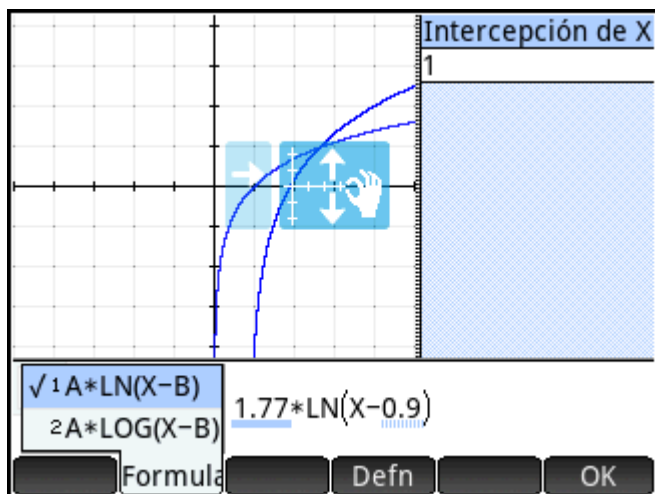 Intercepción de X
1
√ 1 A*LN(X−B)
2 A*LOG(X−B)
1.77*LN(X−0.9)
Formula
Defn
OK